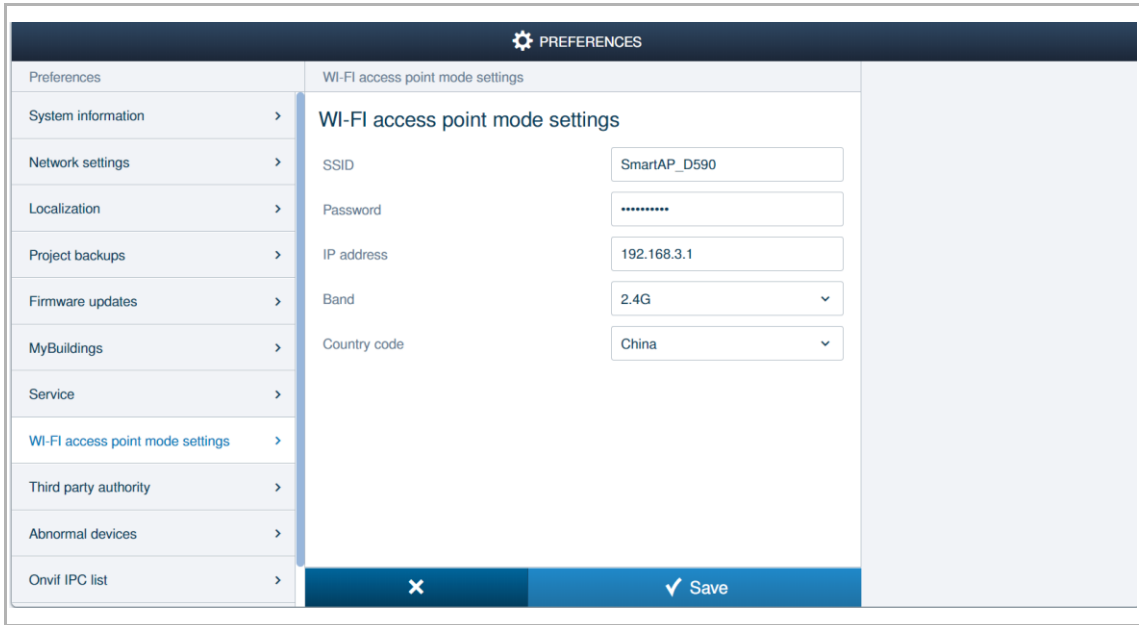 PREFERENCES
Preferences
WI-FI access point mode settings
System information
Network settings
Localization
Project backups
Firmware updates
MyBuildings
Service
WI-FI access point mode settings
Third party authority
Abnormal devices
Onvif IPC list
WI-FI access point mode settings
SSID SmartAP_D590
Password ••••••••••
IP address 192.168.3.1
Band 2.4G
Country code China
Save